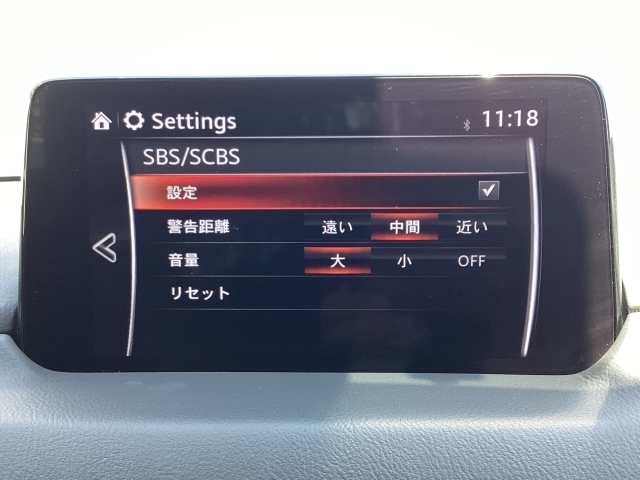 Settings 11:18
SBS/SCBS
設定
警告距離 遠い 中間 近い
音量 大 小 OFF
リセット